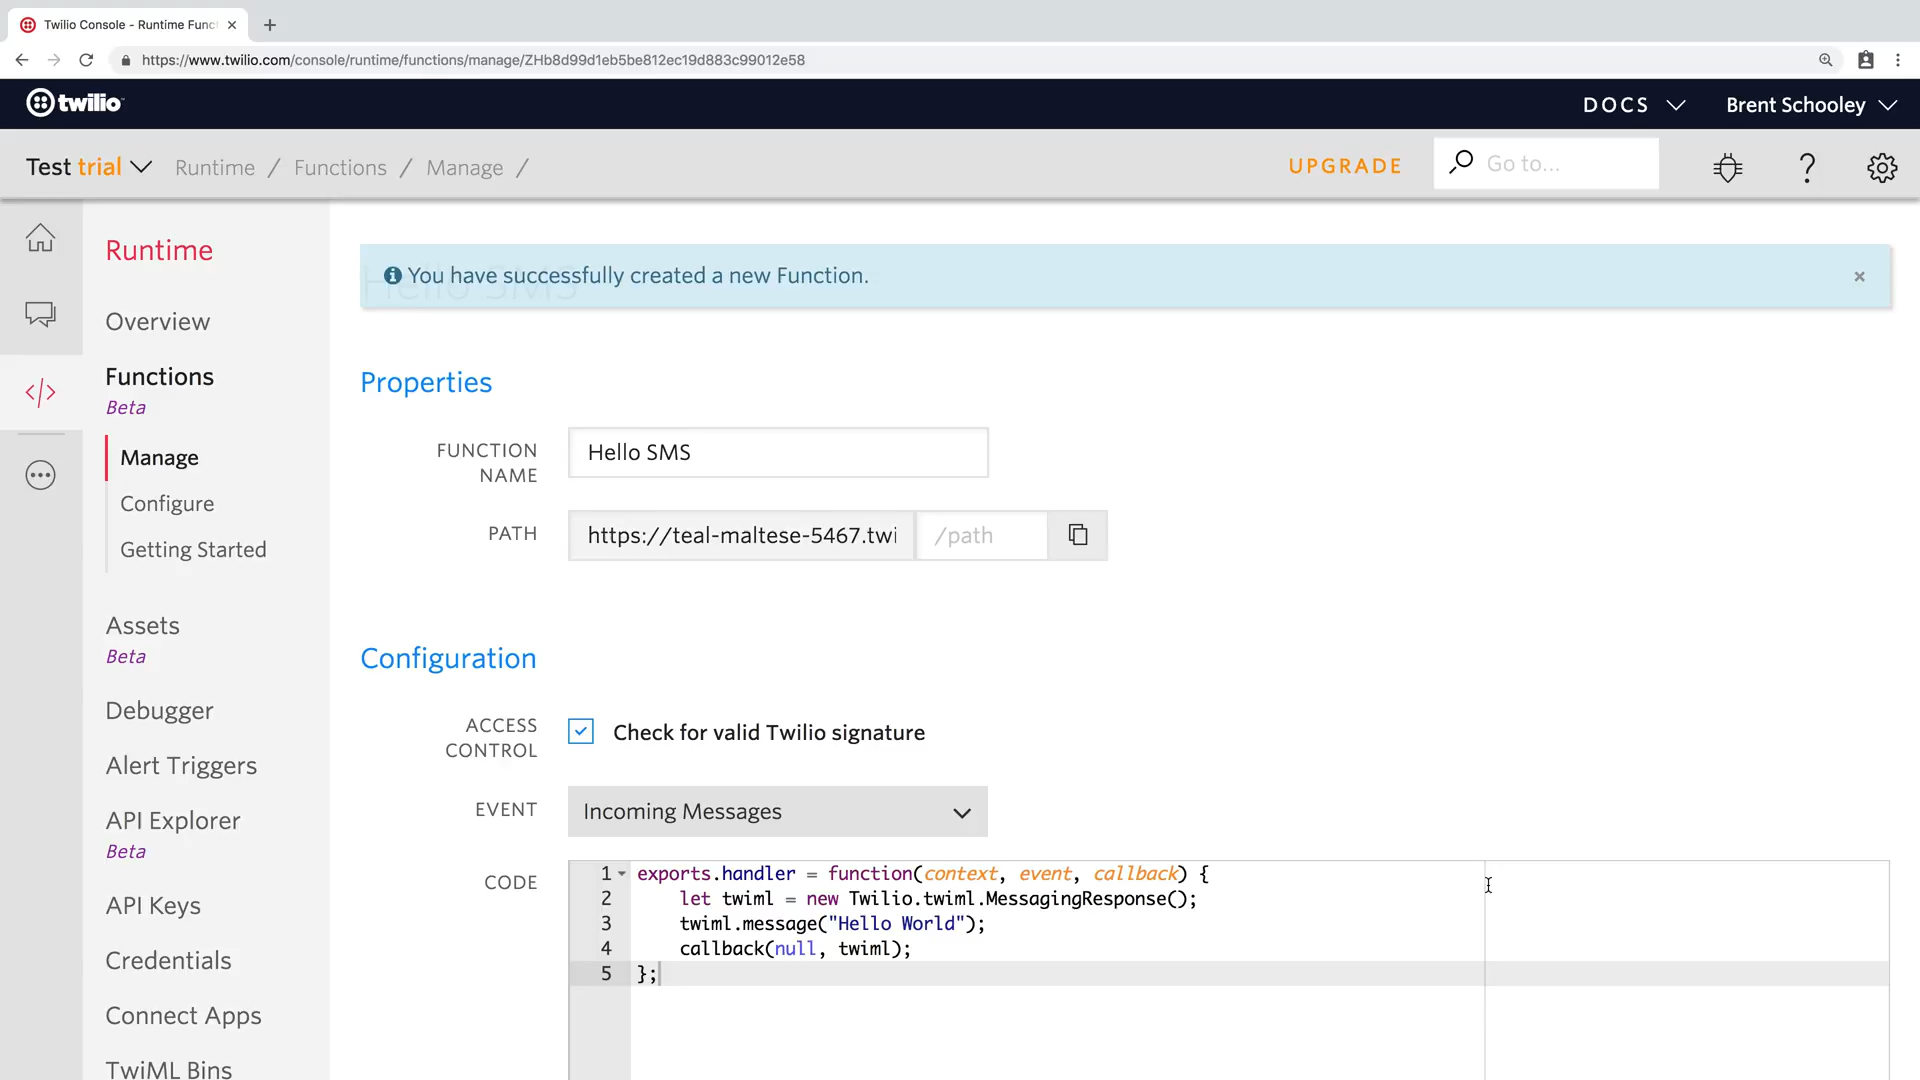 Twilio Console - Runtime Func
https://www.twilio.com/console/runtime/functions/manage/ZHb8d99d1eb5be812ec19d883c99012e58
twilio
DOCS
Brent Schooley
Test trial
Runtime / Functions / Manage /
UPGRADE
Go to...
Runtime
Overview
Functions
Beta
Manage
Configure
Getting Started
Assets
Beta
Debugger
Alert Triggers
API Explorer
Beta
API Keys
Credentials
Connect Apps
TwiML Bins
Hello SMS
You have successfully created a new Function.
×
Properties
FUNCTION
NAME
Hello SMS
PATH
https://teal-maltese-5467.twi
/path
Configuration
ACCESS
CONTROL
Check for valid Twilio signature
EVENT
Incoming Messages
CODE
1 exports.handler = function(context, event, callback) {
2 let twiml = new Twilio.twiml.MessagingResponse();
3 twiml.message("Hello World");
4 callback(null, twiml);
5 };